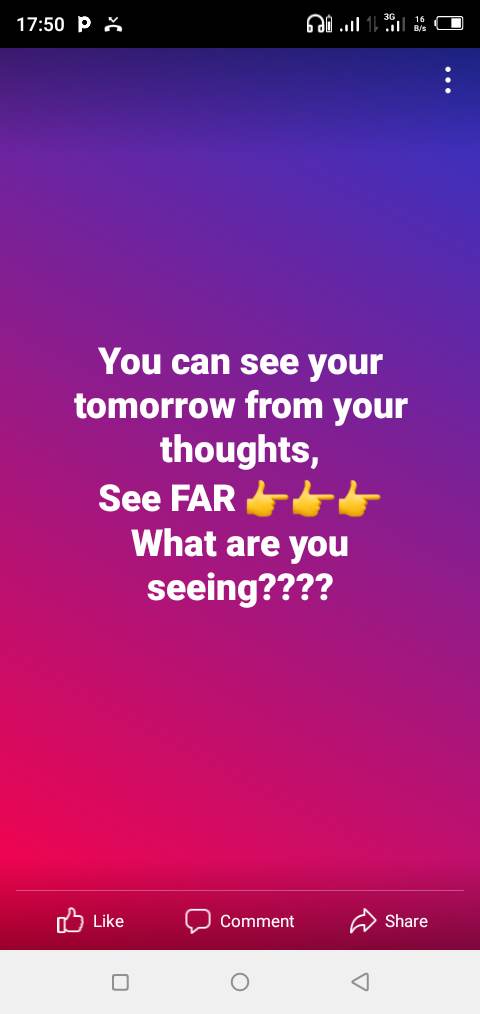 17:50
3G
16
B/s
You can see your
tomorrow from your
thoughts,
See FAR 👉👉👉
What are you
seeing????
Like
Comment
Share